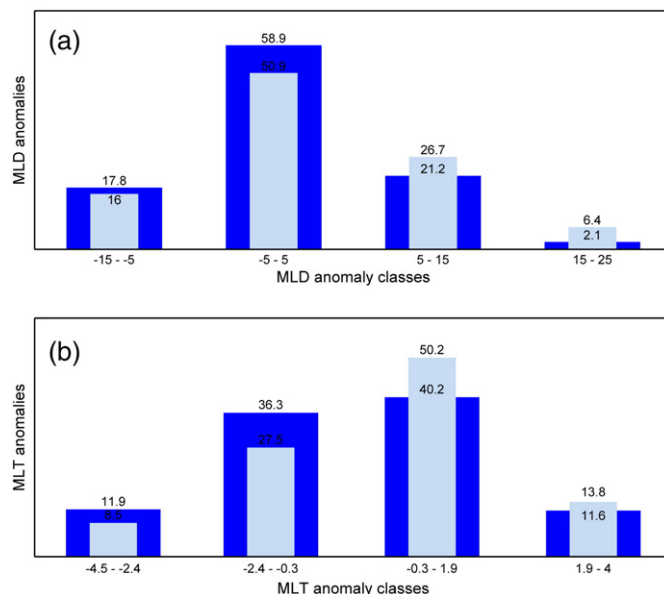 (a)
MLD anomalies
58.9
50.9
26.7
21.2
17.8
16
6.4
2.1
-15 - -5
-5 - 5
5 - 15
15 - 25
MLD anomaly classes
(b)
MLT anomalies
50.2
40.2
36.3
27.5
13.8
11.6
11.9
8.5
-4.5 - -2.4
-2.4 - -0.3
-0.3 - 1.9
1.9 - 4
MLT anomaly classes